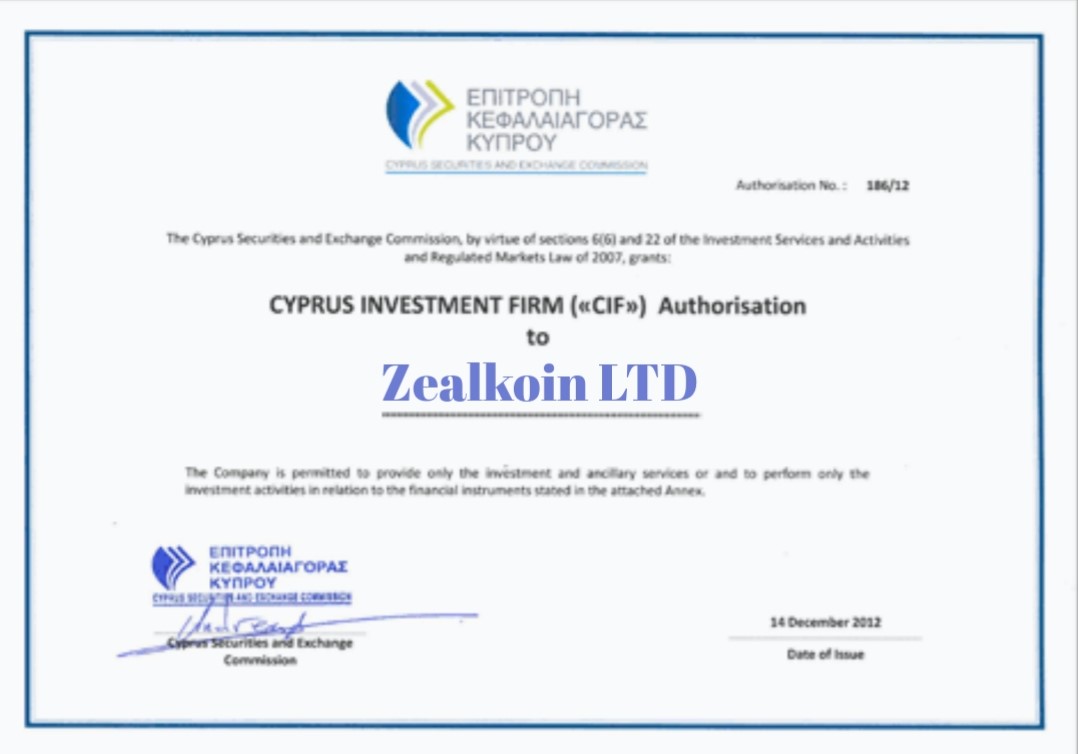 ΕΠΙΤΡΟΠΗ
ΚΕΦΑΛΑΙΑΓΟΡΑΣ
ΚΥΠΡΟΥ
CYPRUS SECURITIES AND EXCHANGE COMMISSION
Authorisation No. : 186/12
The Cyprus Securities and Exchange Commission, by virtue of sections 6(6) and 22 of the Investment Services and Activities
and Regulated Markets Law of 2007, grants:
CYPRUS INVESTMENT FIRM («CIF») Authorisation
to
Zealkoin LTD
The Company is permitted to provide only the investment and ancillary services or and to perform only the
investment activities in relation to the financial instruments stated in the attached Annex.
ΕΠΙΤΡΟΠΗ
ΚΕΦΑΛΑΙΑΓΟΡΑΣ
ΚΥΠΡΟΥ
CYPRUS SECURITIES AND EXCHANGE COMMISSION
Cyprus Securities and Exchange
Commission
14 December 2012
Date of Issue